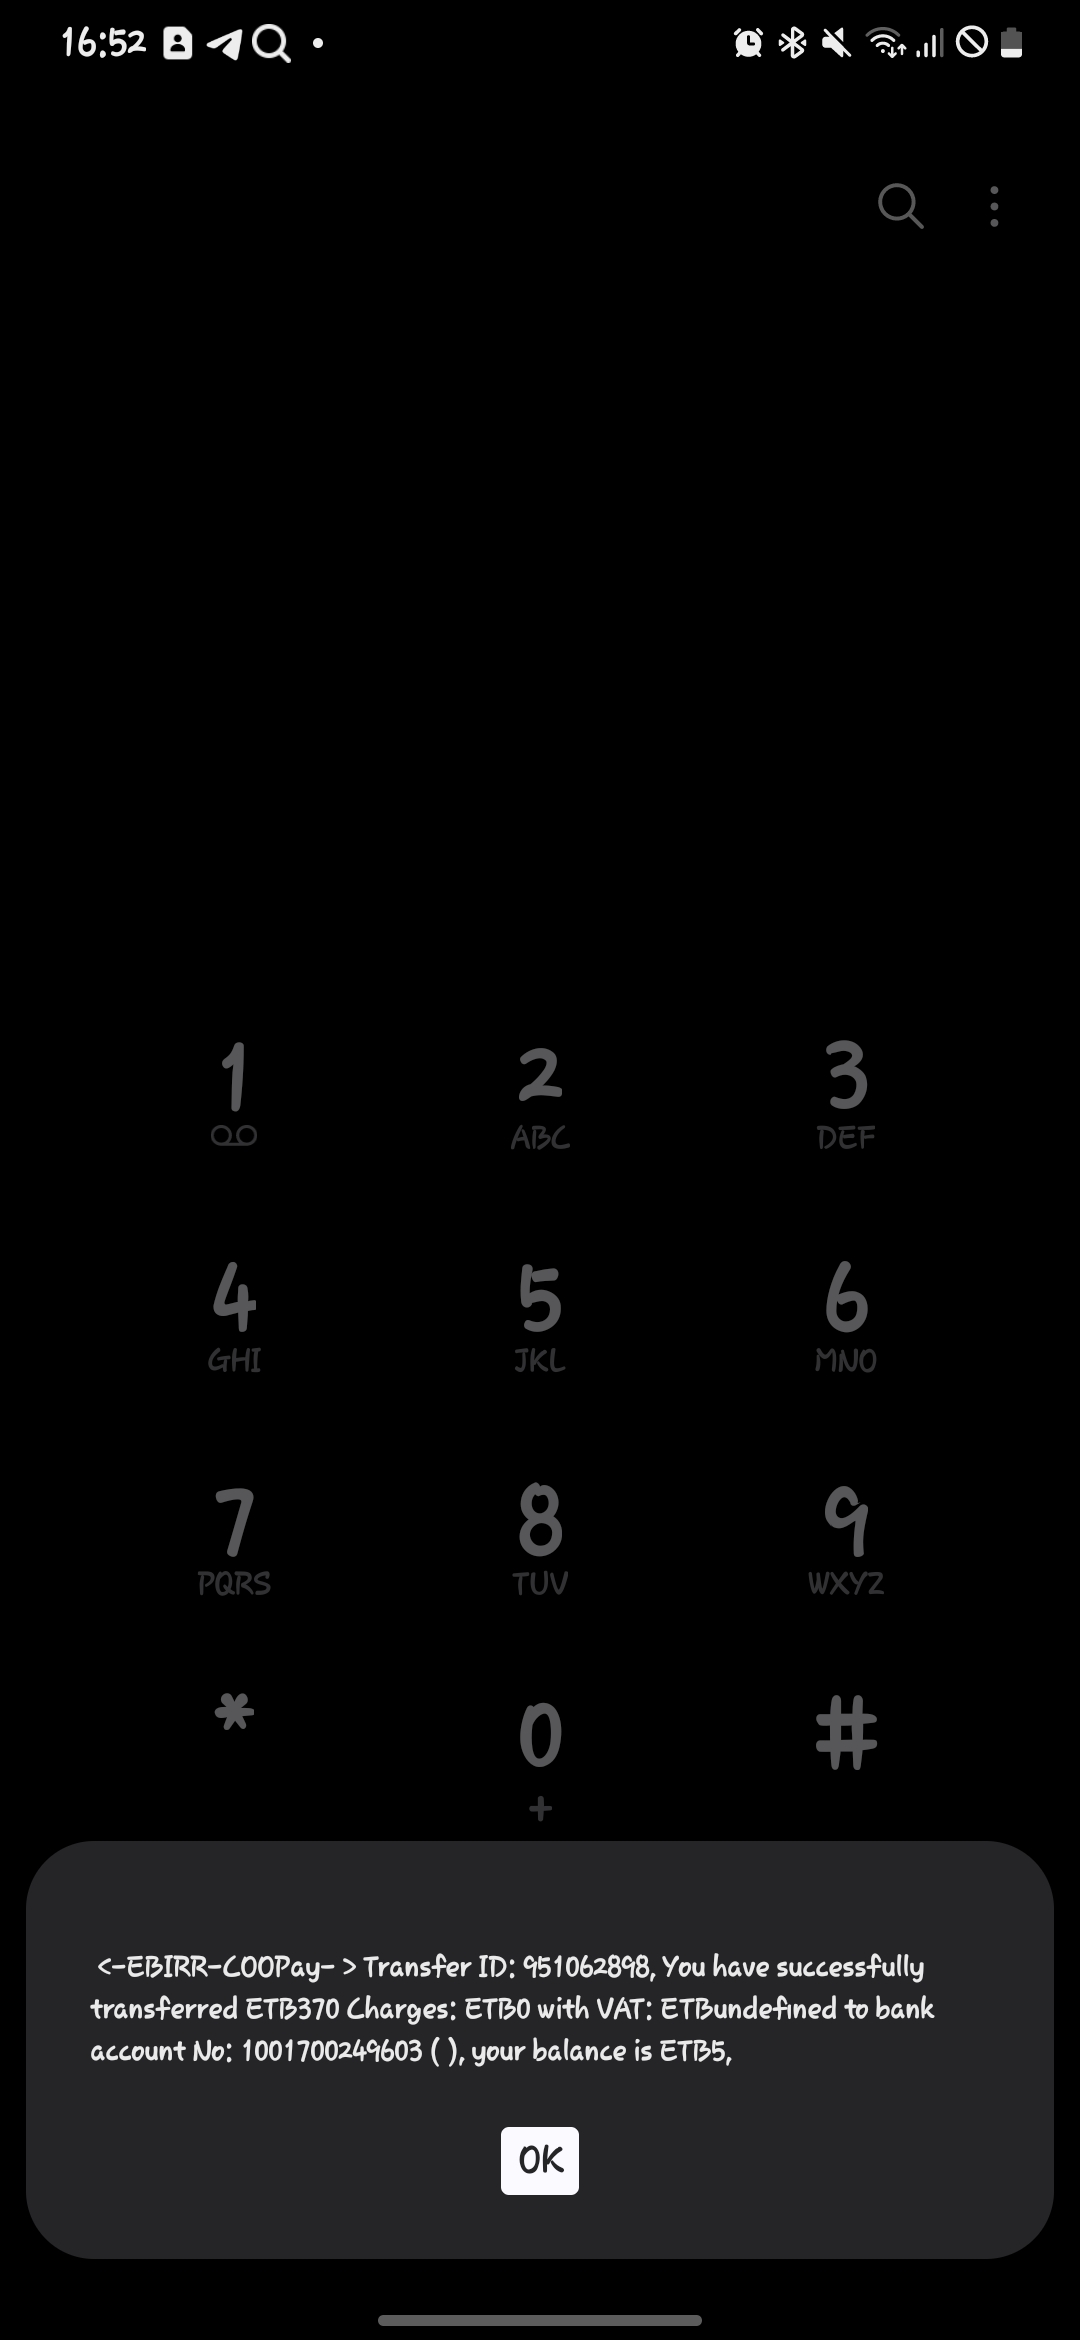 16:52
1
2
ABC
3
DEF
4
GHI
5
JKL
6
MNO
7
PQRS
8
TUV
9
WXYZ
*
0
+
#
<-EBIRR-COOPay- > Transfer ID: 951062898, You have successfully
transferred ETB370 Charges: ETB0 with VAT: ETBundefined to bank
account No: 1001700249603 ( ), your balance is ETB5,
OK